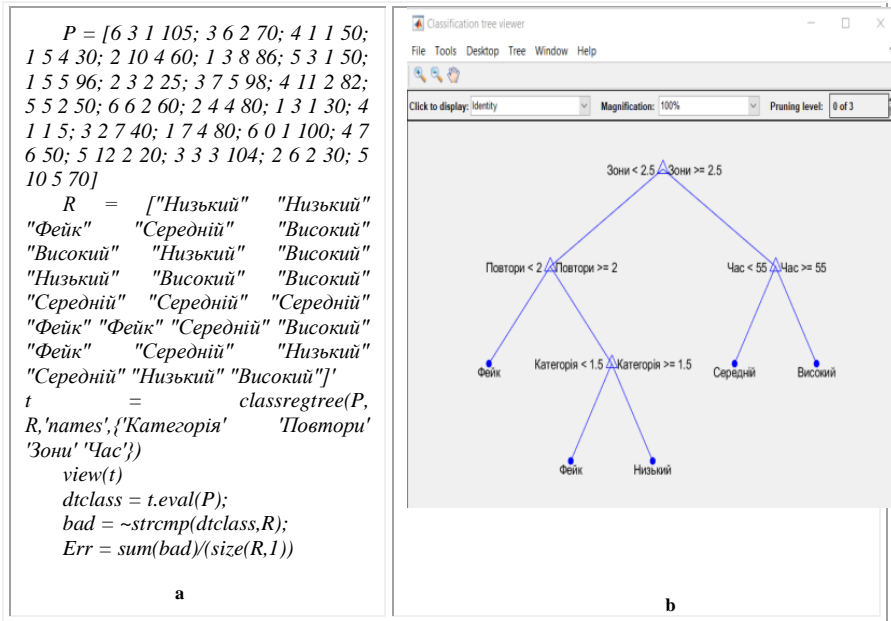 P = [6 3 1 105; 3 6 2 70; 4 1 1 50;
1 5 4 30; 2 10 4 60; 1 3 8 86; 5 3 1 50;
1 5 5 96; 2 3 2 25; 3 7 5 98; 4 11 2 82;
5 5 2 50; 6 6 2 60; 2 4 4 80; 1 3 1 30; 4
1 1 5; 3 2 7 40; 1 7 4 80; 6 0 1 100; 4 7
6 50; 5 12 2 20; 3 3 3 104; 2 6 2 30; 5
10 5 70]
R = ["Низький" "Низький"
"Фейк" "Середній" "Високий"
"Високий" "Низький" "Високий"
"Низький" "Високий" "Високий"
"Середній" "Середній" "Середній"
"Фейк" "Фейк" "Середній" "Високий"
"Фейк" "Середній" "Низький"
"Середній" "Низький" "Високий"]'
t = classregtree(P,
R,'names',{'Категорія' 'Повтори'
'Зони' 'Час'})
view(t)
dtclass = t.eval(P);
bad = ~strcmp(dtclass,R);
Err = sum(bad)/(size(R,1))
a
Classification tree viewer
File Tools Desktop Tree Window Help
Click to display: Identity Magnification: 100% Pruning level: 0 of 3
Зони < 2.5 Зони >= 2.5
Повтори < 2 Повтори >= 2 Час < 55 Час >= 55
Фейк Категорія < 1.5 Категорія >= 1.5 Середній Високий
Фейк Низький
b